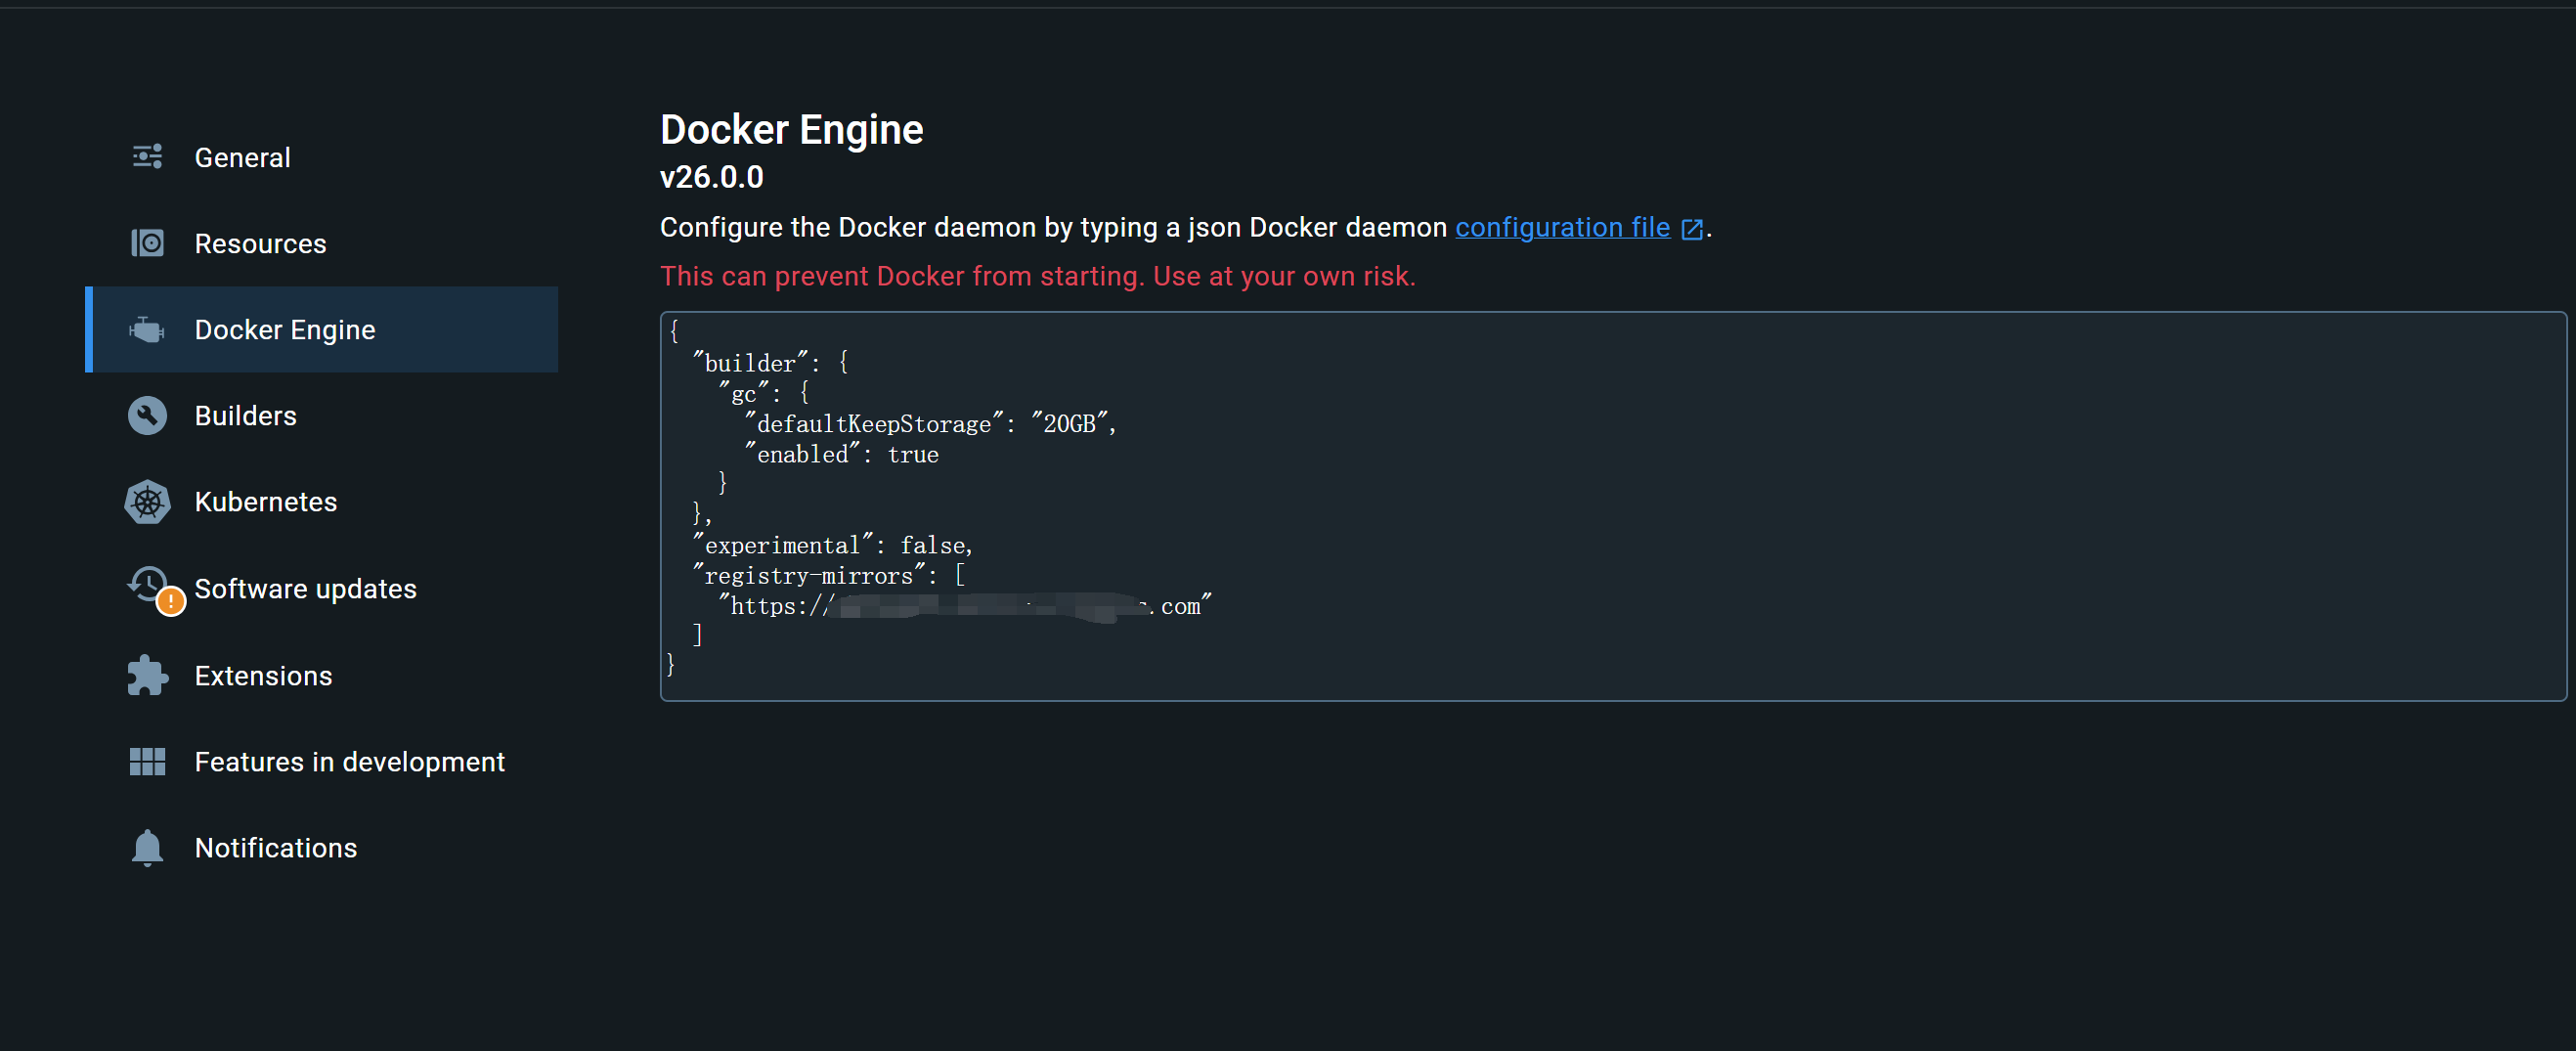 General
Resources
Docker Engine
Builders
Kubernetes
Software updates
Extensions
Features in development
Notifications
Docker Engine
v26.0.0
Configure the Docker daemon by typing a json Docker daemon configuration file.
This can prevent Docker from starting. Use at your own risk.
{
"builder": {
"gc": {
"defaultKeepStorage": "20GB",
"enabled": true
}
},
"experimental": false,
"registry-mirrors": [
"https://.com"
]
}